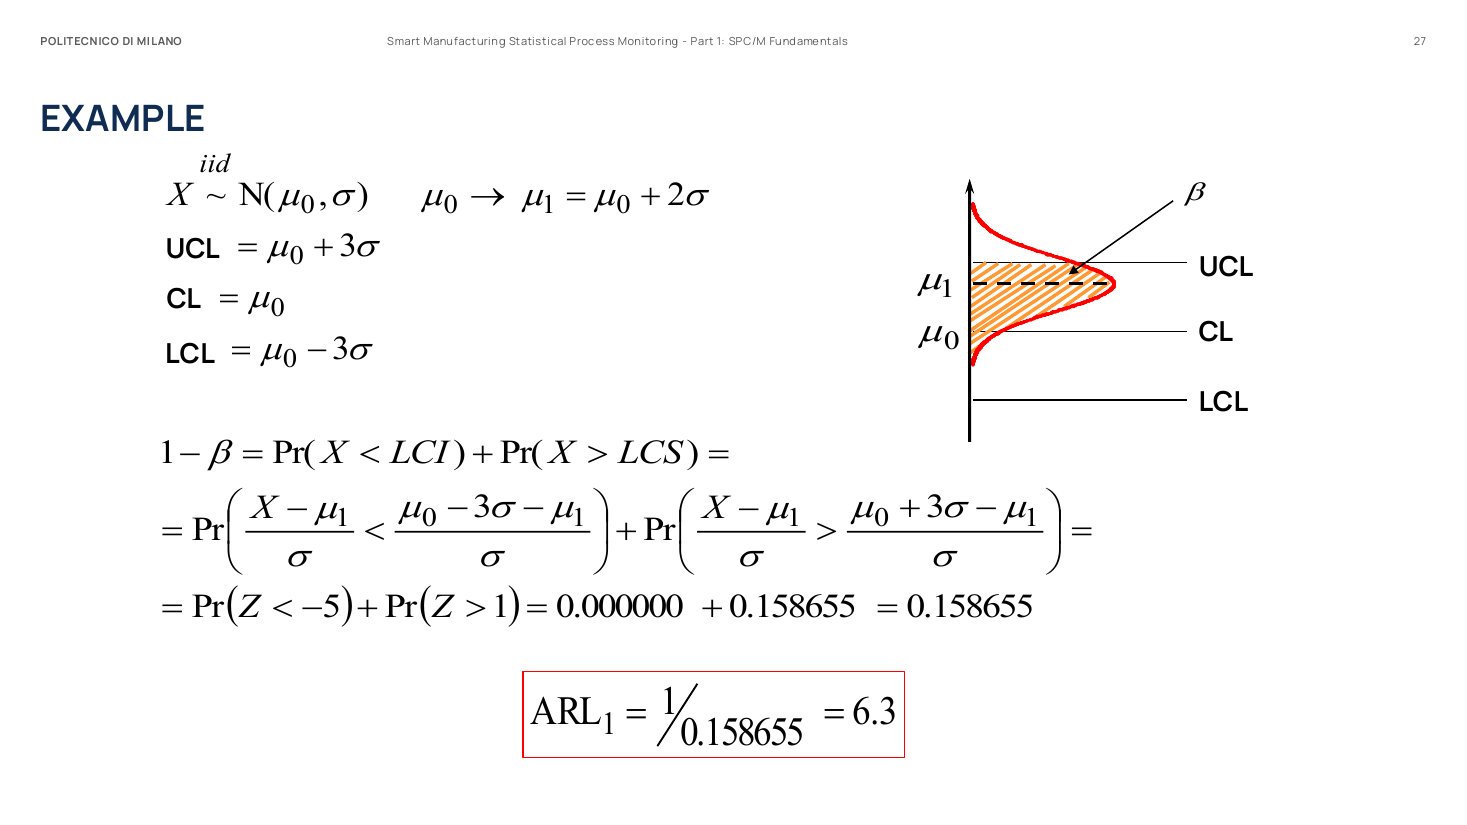 POLITECNICO DI MILANO
Smart Manufacturing Statistical Process Monitoring - Part 1: SPC/M Fundamentals
27
EXAMPLE
iid
X ~ N(μ0, σ) μ0 → μ1 = μ0 + 2σ
UCL = μ0 + 3σ
CL = μ0
LCL = μ0 − 3σ
β
UCL
μ1
μ0
CL
LCL
1 − β = Pr( X < LCI ) + Pr( X > LCS ) =
= Pr( (X − μ1)/σ < (μ0 − 3σ − μ1)/σ ) + Pr( (X − μ1)/σ > (μ0 + 3σ − μ1)/σ ) =
= Pr(Z < −5) + Pr(Z > 1) = 0.000000 + 0.158655 = 0.158655
ARL1 = 1/0.158655 = 6.3